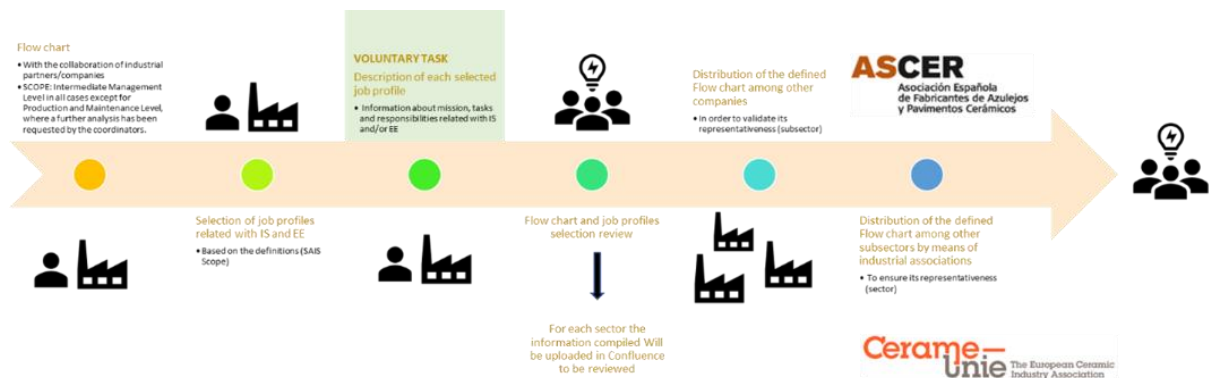 Flow chart
• With the collaboration of industrial
partners/companies
• SCOPE: Intermediate Management
Level in all cases except for
Production and Maintenance Level,
where a further analysis has been
requested by the coordinators.
Selection of job profiles
related with IS and EE
• Based on the definitions (SAIS
Scope)
VOLUNTARY TASK
Description of each selected
job profile
• Information about mission, tasks
and responsibilities related with IS
and/or EE
Flow chart and job profiles
selection review
For each sector the
information compiled Will
be uploaded in Confluence
to be reviewed
Distribution of the defined
Flow chart among other
companies
• In order to validate its
representativeness (subsector)
ASCER
Asociación Española
de Fabricantes de Azulejos
y Pavimentos Cerámicos
Distribution of the defined
Flow chart among other
subsectors by means of
industrial associations
• To ensure its representativeness
(sector)
Cerame—
Unie The European Ceramic
Industry Association